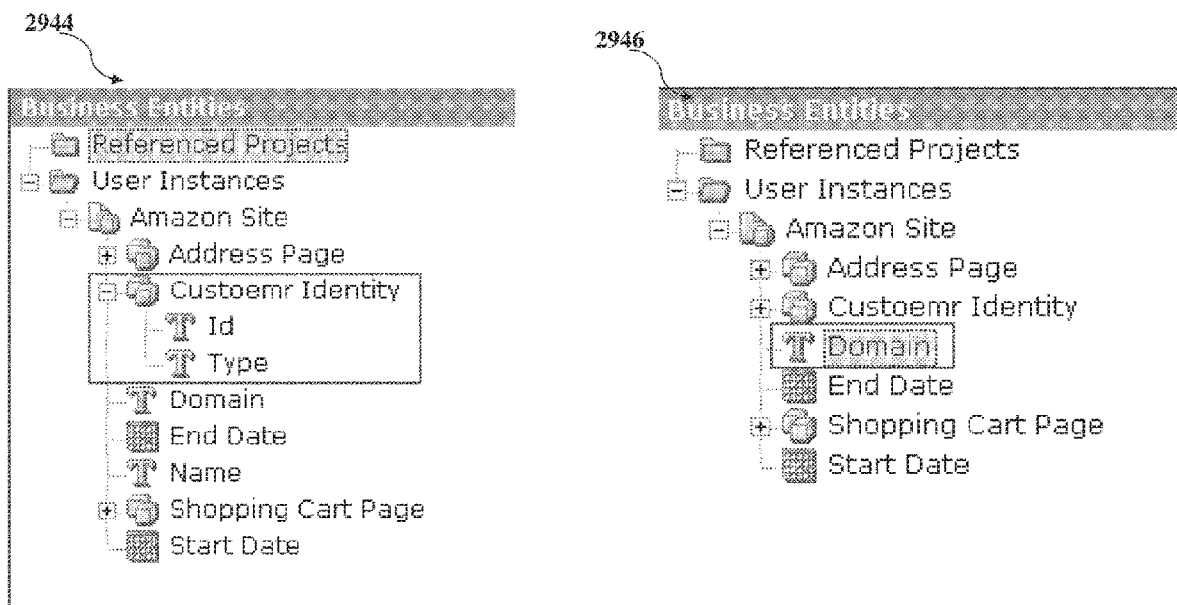 2944
Business Entities
Referenced Projects
User Instances
Amazon Site
Address Page
Custoemr Identity
Id
Type
Domain
End Date
Name
Shopping Cart Page
Start Date
2946
Business Entities
Referenced Projects
User Instances
Amazon Site
Address Page
Custoemr Identity
Domain
End Date
Shopping Cart Page
Start Date